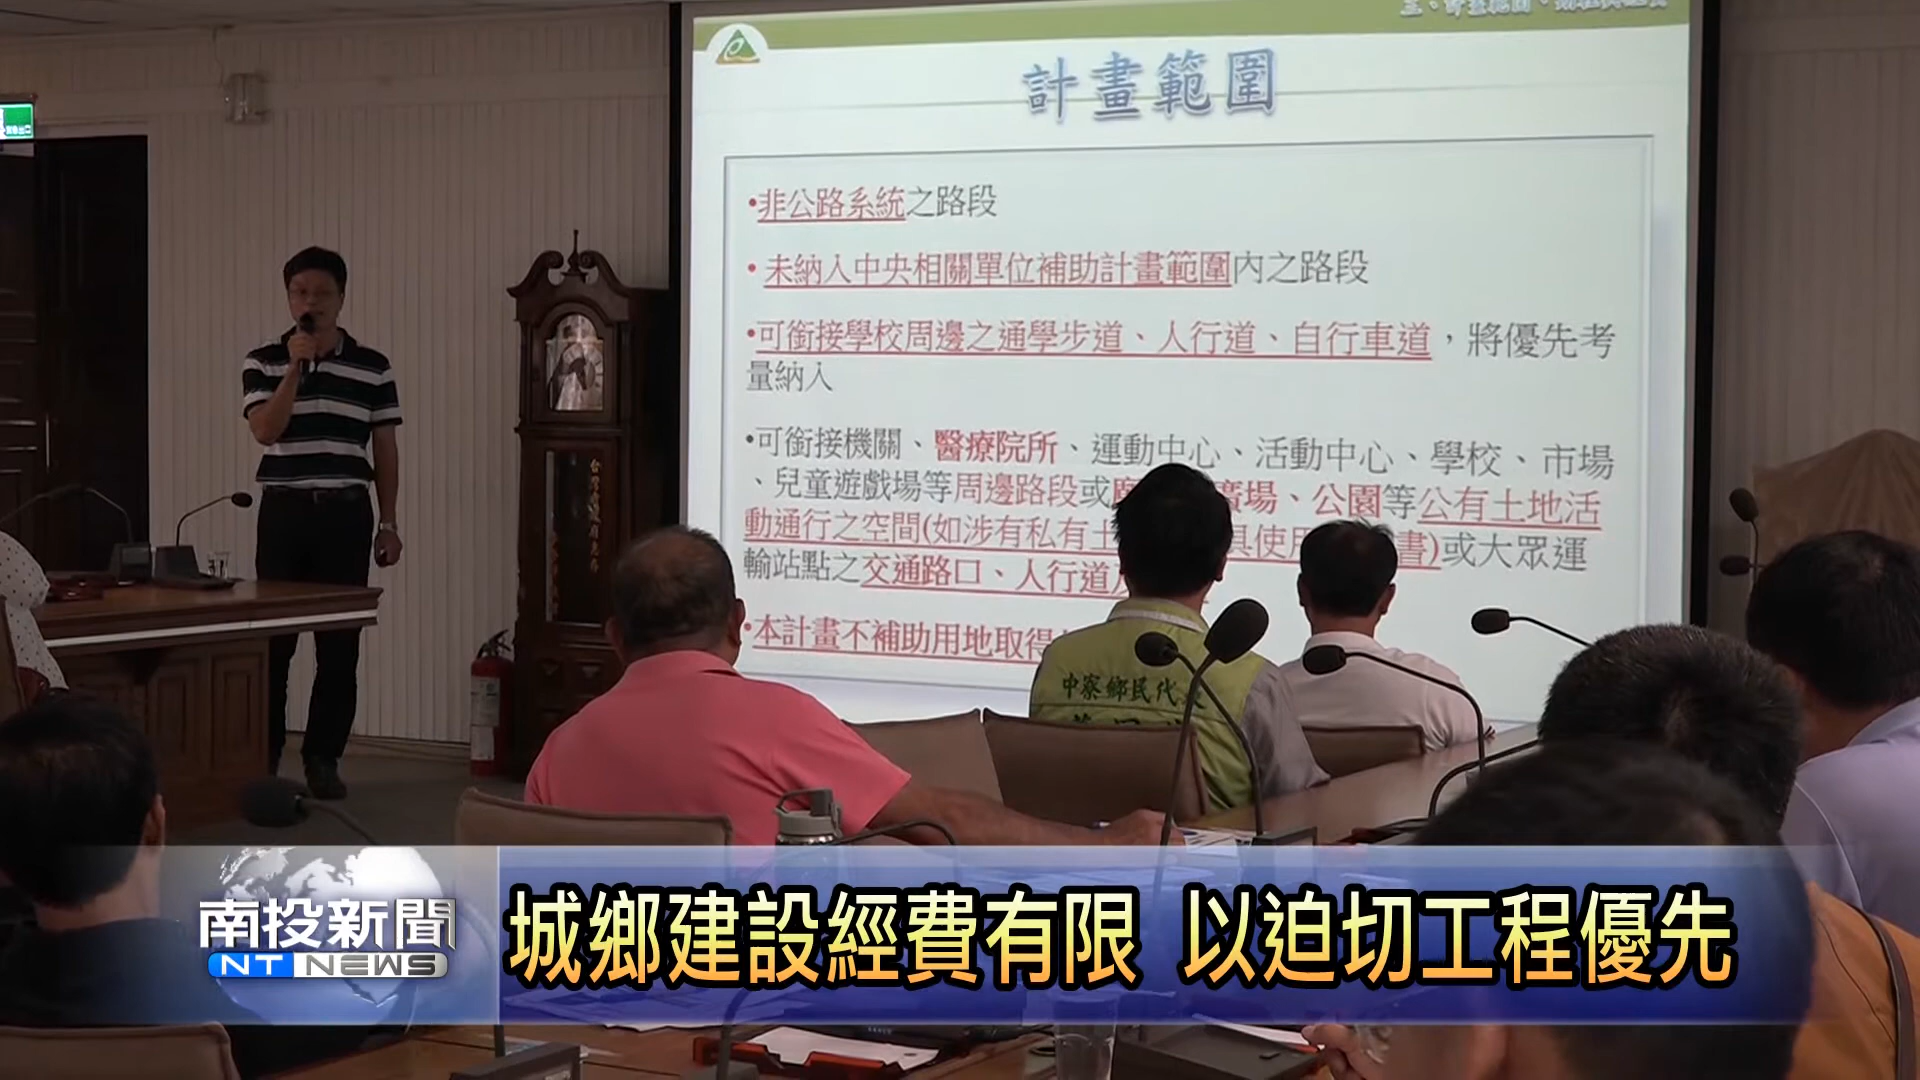 計畫範圍
•非公路系統之路段
•未納入中央相關單位補助計畫範圍內之路段
•可銜接學校周邊之通學步道、人行道、自行車道，將優先考
量納入
•可銜接機關、醫療院所、運動中心、活動中心、學校、市場
、兒童遊戲場等周邊路段或 廣場、公園等公有土地活
動通行之空間(如涉有私有土 具使用 書)或大眾運
輸站點之交通路口、人行道
•本計畫不補助用地取得
中寮鄉民代
南投新聞
NT NEWS
城鄉建設經費有限 以迫切工程優先